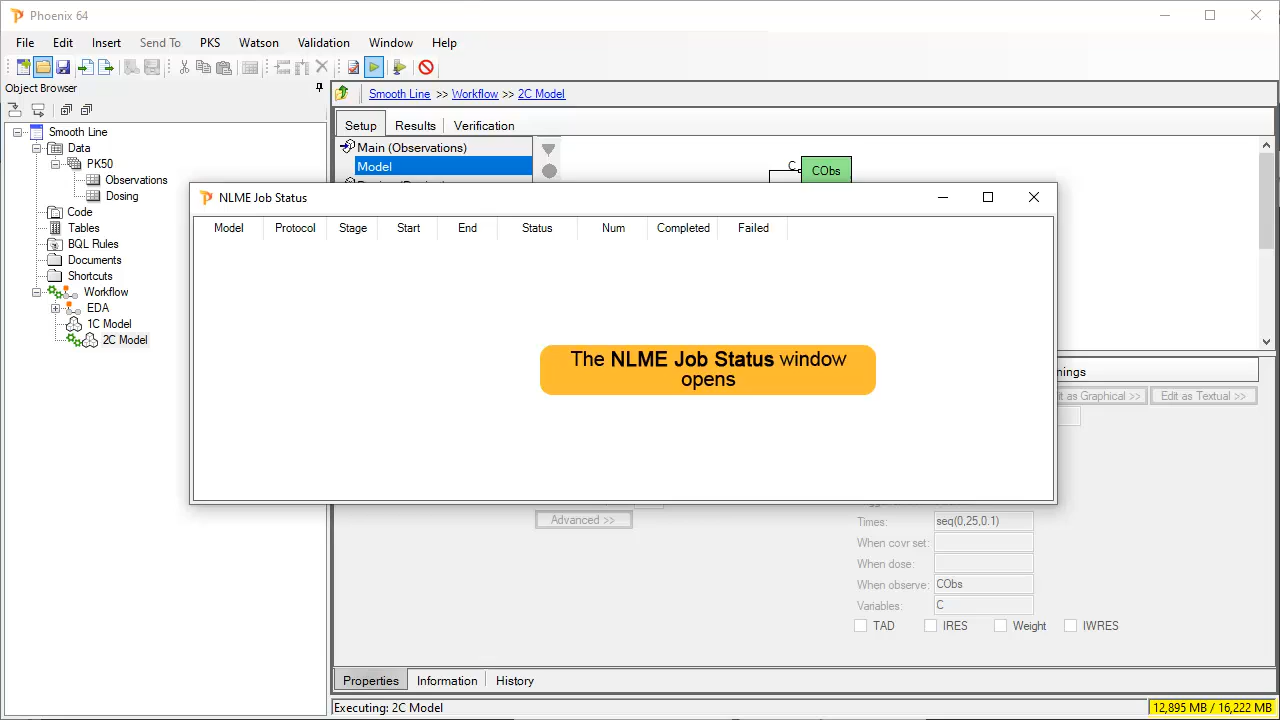 Phoenix 64
File Edit Insert Send To PKS Watson Validation Window Help
Object Browser
Smooth Line >> Workflow >> 2C Model
Setup Results Verification
Smooth Line
Data
PK50
Observations
Dosing
Code
Tables
BQL Rules
Documents
Shortcuts
Workflow
EDA
1C Model
2C Model
Main (Observations)
Model
C
CObs
NLME Job Status
Model Protocol Stage Start End Status Num Completed Failed
The NLME Job Status window
opens
Edit as Textual >>
Advanced >>
Times: seq(0,25,0.1)
When covr set:
When dose:
When observe: CObs
Variables: C
TAD IRES Weight IWRES
Properties Information History
Executing: 2C Model
12,895 MB / 16,222 MB